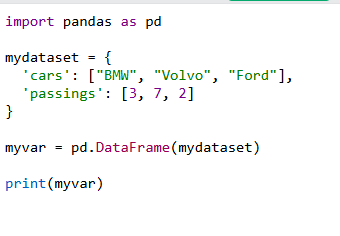 import pandas as pd
mydataset = {
  'cars': ["BMW", "Volvo", "Ford"],
  'passings': [3, 7, 2]
}
myvar = pd.DataFrame(mydataset)
print(myvar)